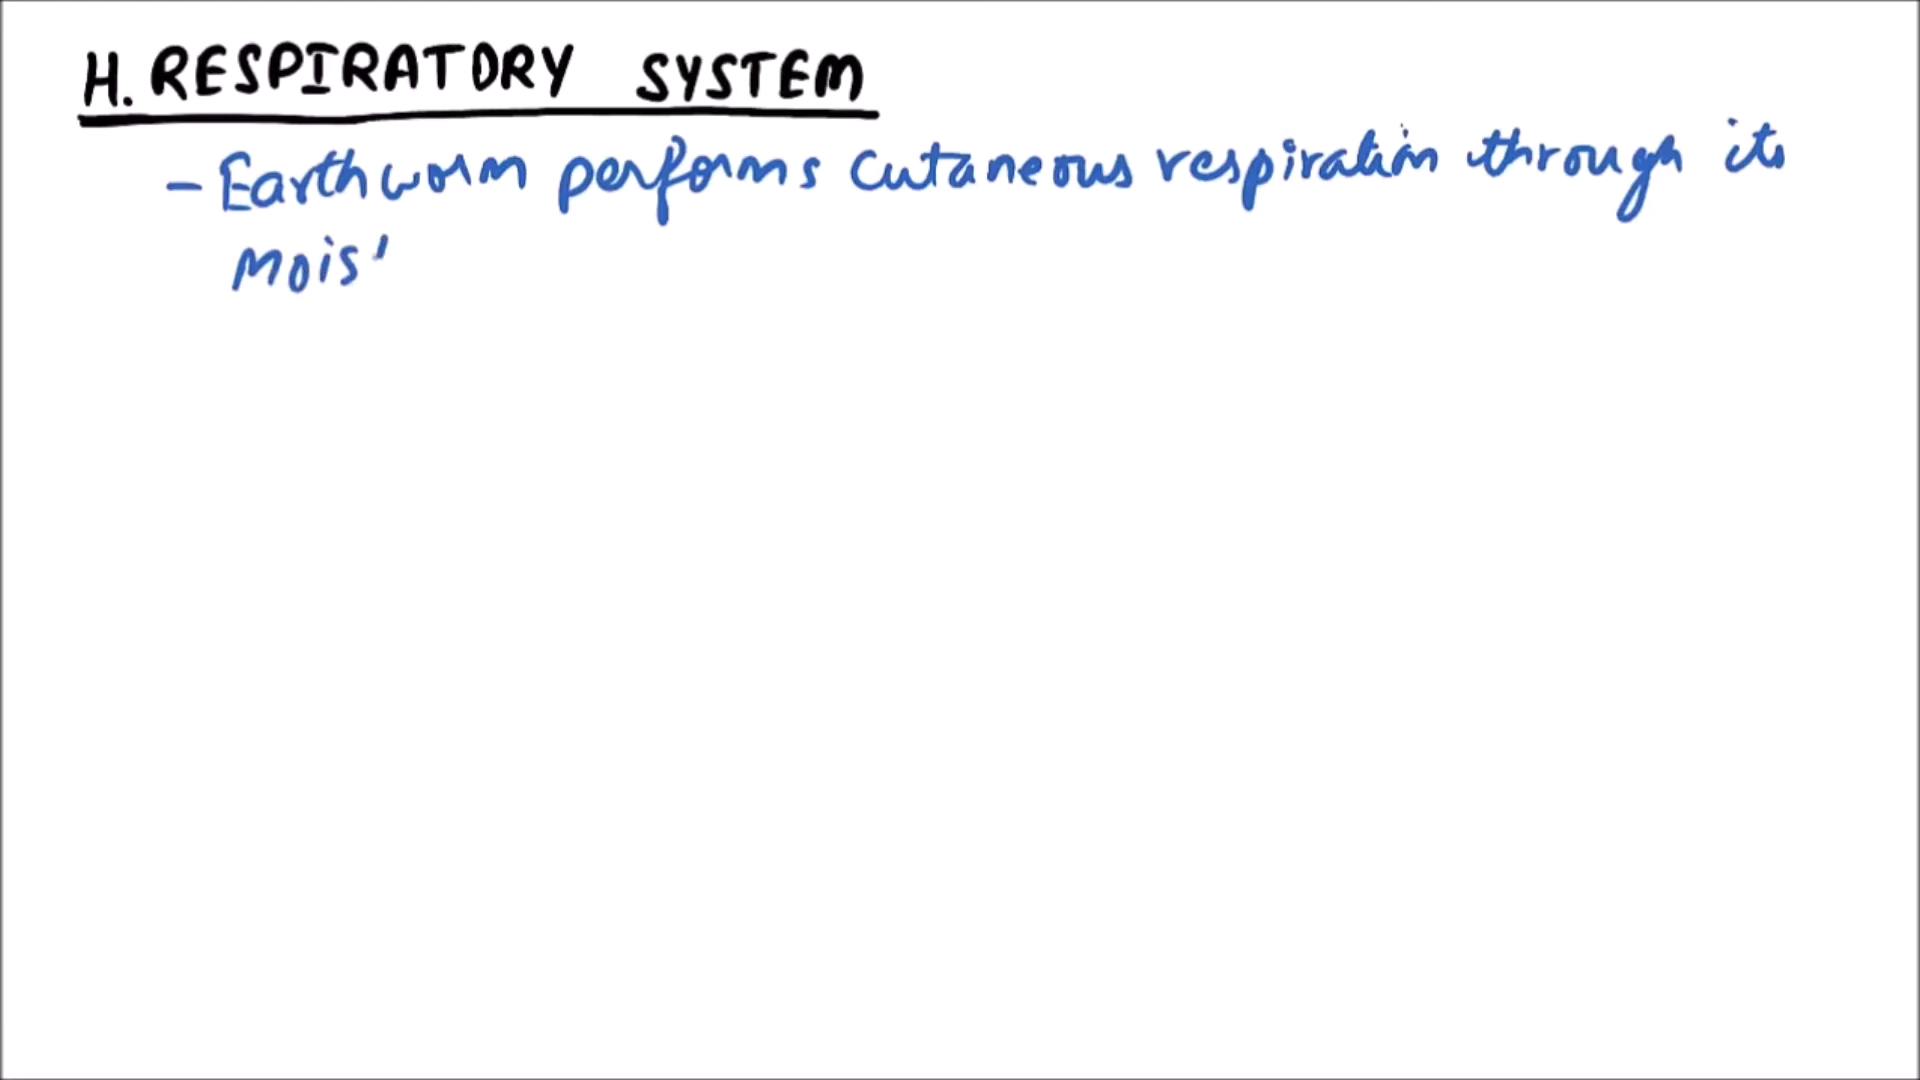 H. RESPIRATORY SYSTEM
- Earthworm performs cutaneous respiration through its
mois'